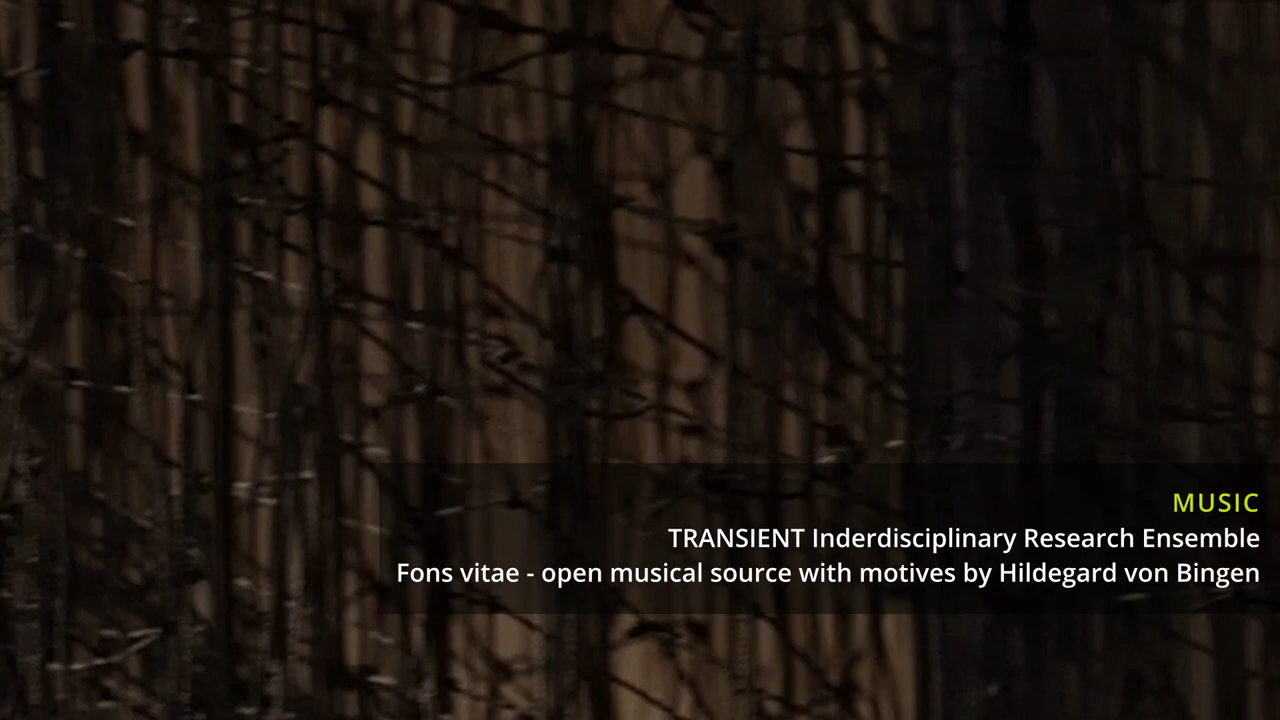 MUSIC
TRANSIENT Inderdisciplinary Research Ensemble
Fons vitae - open musical source with motives by Hildegard von Bingen